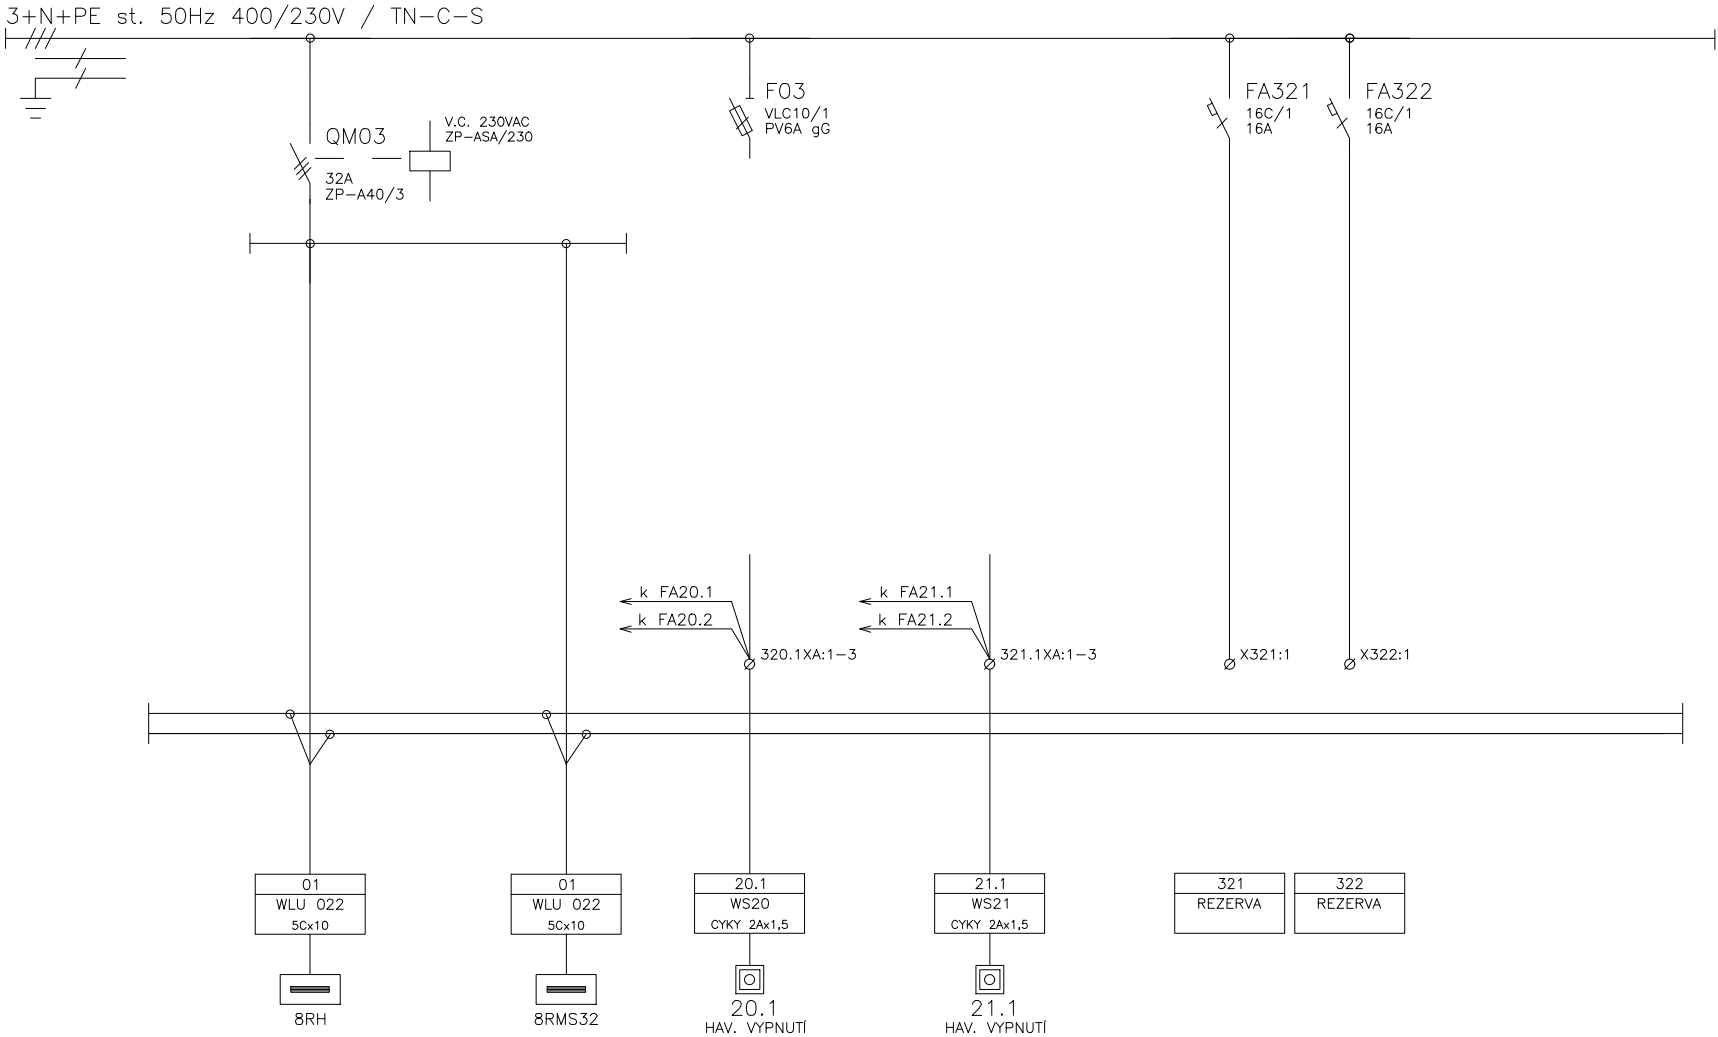 3+N+PE st. 50Hz 400/230V / TN-C-S
QM03
32A
ZP-A40/3
V.C. 230VAC
ZP-ASA/230
F03
VLC10/1
PV6A gG
FA321
16C/1
16A
FA322
16C/1
16A
k FA20.1
k FA20.2
320.1XA:1-3
k FA21.1
k FA21.2
321.1XA:1-3
X321:1
X322:1
01
WLU 022
5Cx10
8RH
01
WLU 022
5Cx10
8RMS32
20.1
WS20
CYKY 2Ax1,5
20.1
HAV. VYPNUTÍ
21.1
WS21
CYKY 2Ax1,5
21.1
HAV. VYPNUTÍ
321
REZERVA
322
REZERVA